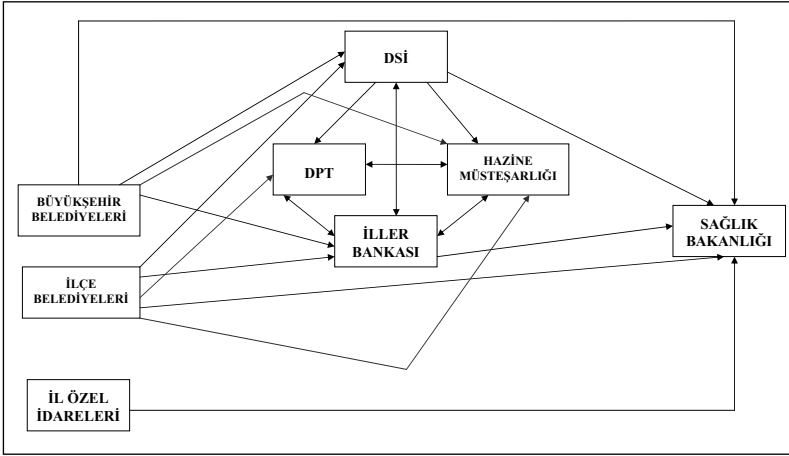 DSİ
DPT
HAZİNE
MÜSTEŞARLIĞI
BÜYÜKŞEHİR
BELEDİYELERİ
İLLER
BANKASI
SAĞLIK
BAKANLIĞI
İLÇE
BELEDİYELERİ
İL ÖZEL
İDARELERİ